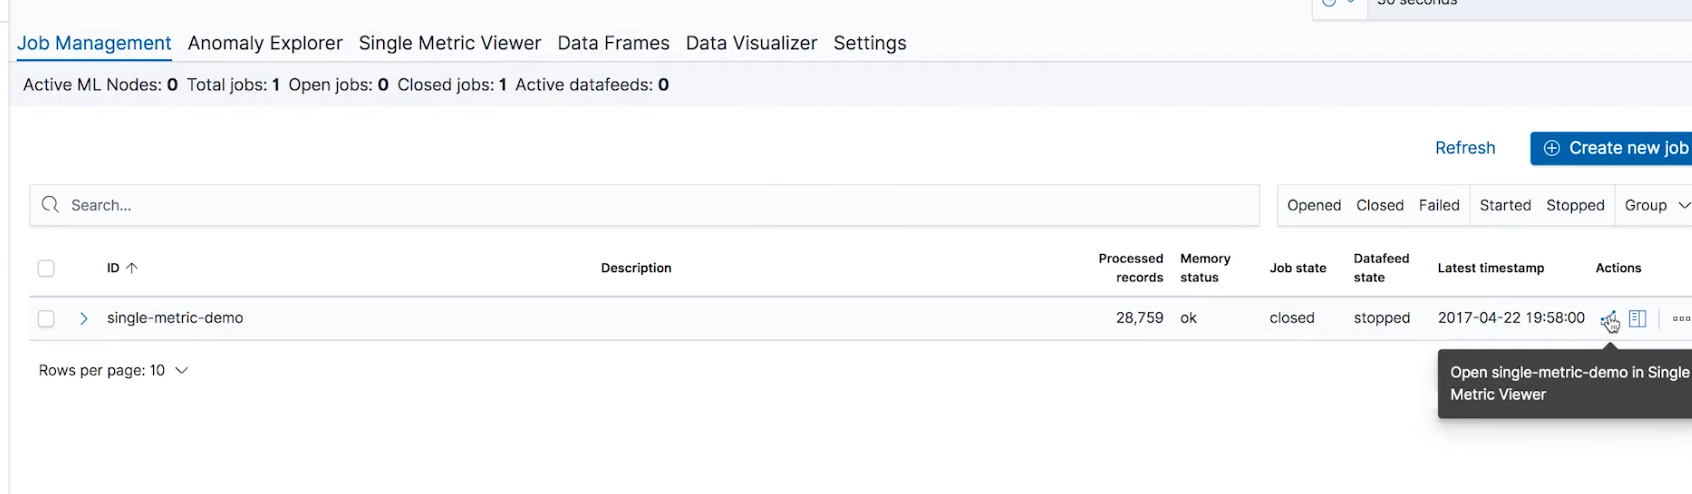 30 seconds
Job Management Anomaly Explorer Single Metric Viewer Data Frames Data Visualizer Settings
Active ML Nodes: 0 Total jobs: 1 Open jobs: 0 Closed jobs: 1 Active datafeeds: 0
Refresh Create new job
Search... Opened Closed Failed Started Stopped Group
ID Description Processed records Memory status Job state Datafeed state Latest timestamp Actions
single-metric-demo 28,759 ok closed stopped 2017-04-22 19:58:00
Rows per page: 10
Open single-metric-demo in Single
Metric Viewer